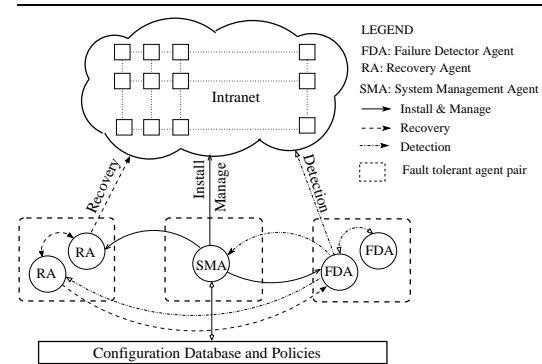 LEGEND
FDA: Failure Detector Agent
RA: Recovery Agent
SMA: System Management Agent
Install & Manage
Recovery
Detection
Fault tolerant agent pair
Intranet
Recovery
Install
Manage
Detection
RA
RA
SMA
FDA
FDA
Configuration Database and Policies